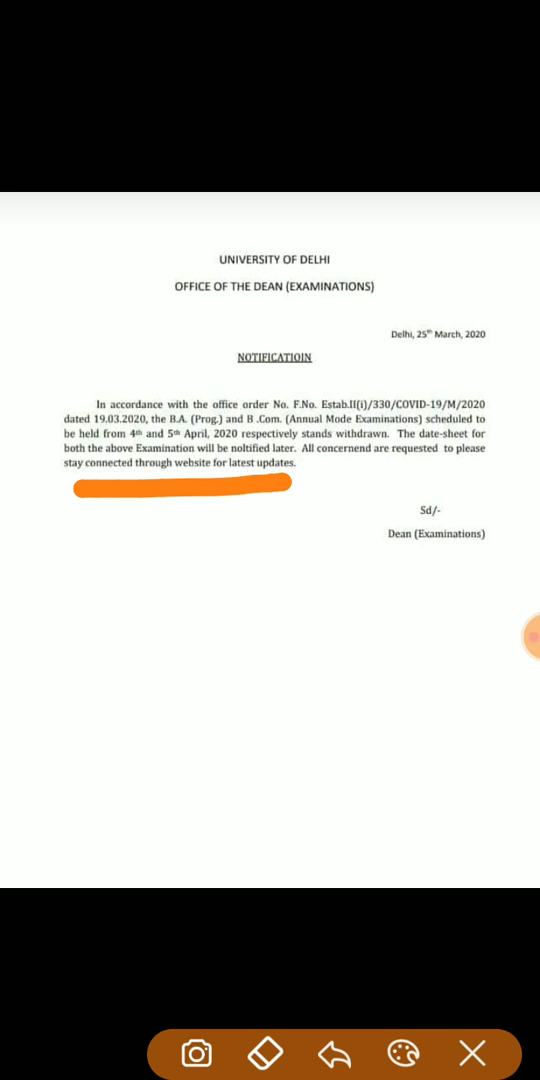 UNIVERSITY OF DELHI
OFFICE OF THE DEAN (EXAMINATIONS)
Delhi, 25th March, 2020
NOTIFICATIOIN
In accordance with the office order No. F.No. Estab.II(i)/330/COVID-19/M/2020
dated 19.03.2020, the B.A. (Prog.) and B .Com. (Annual Mode Examinations) scheduled to
be held from 4th and 5th April, 2020 respectively stands withdrawn. The date-sheet for
both the above Examination will be noltified later. All concernend are requested to please
stay connected through website for latest updates.
Sd/-
Dean (Examinations)